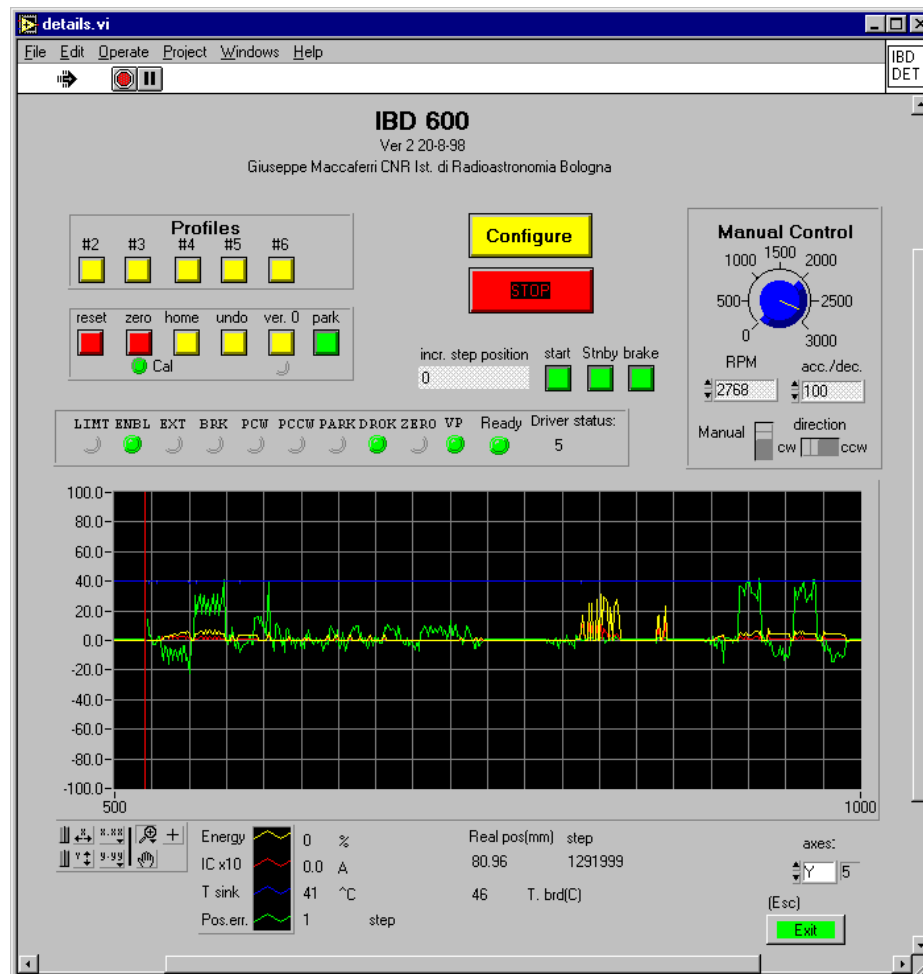 details.vi
File Edit Operate Project Windows Help
IBD
DET
IBD 600
Ver 2 20-8-98
Giuseppe Maccaferri CNR Ist. di Radioastronomia Bologna
Profiles
#2 #3 #4 #5 #6
Configure
STOP
Manual Control
0 500 1000 1500 2000 2500 3000
RPM acc./dec.
2768 100
Manual direction
cw ccw
reset zero home undo ver. 0 park
Cal
incr. step position start Stnby brake
0
LIMT ENBL EXT BRK PCW PCCW PARK DROK ZERO VP Ready Driver status:
5
100.0
80.0
60.0
40.0
20.0
0.0
-20.0
-40.0
-60.0
-80.0
-100.0
500 1000
X X.XX
Y Y.YY
Energy 0 %
IC x10 0.0 A
T sink 41 ^C
Pos.err. 1 step
Real pos(mm) step
80.96 1291999
46 T. brd(C)
axes:
Y 5
(Esc)
Exit